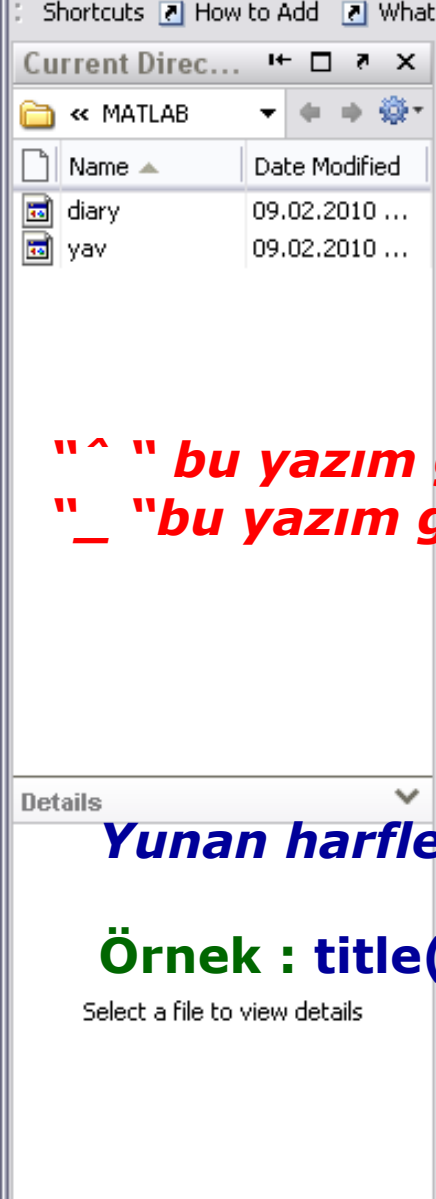 Shortcuts How to Add What
Current Direc...
« MATLAB
Name Date Modified
diary 09.02.2010 ...
yav 09.02.2010 ...
“ˆ “ bu yazım
“_ “bu yazım
Details
Yunan harfle
Örnek : title(
Select a file to view details